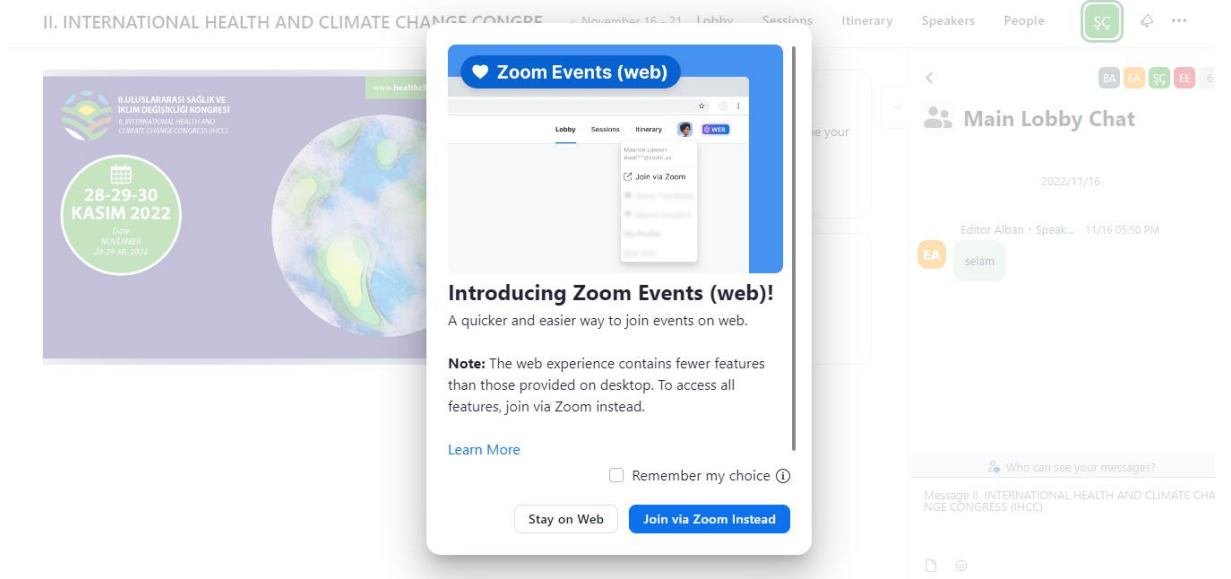 II. INTERNATIONAL HEALTH AND CLIMATE CHANGE CONGRE
November 16 - 21 Lobby Sessions Itinerary Speakers People ŞÇ
www.health
II.ULUSLARARASI SAĞLIK VE
İKLİM DEĞİŞİKLİĞİ KONGRESİ
II. INTERNATIONAL HEALTH AND
CLIMATE CHANGE CONGRESS (IHCC)
28-29-30
KASIM 2022
Date
NOVEMBER
28-29-30, 2022
Zoom Events (web)
Lobby Sessions Itinerary WEB
Maurice Lawson
Join via Zoom
My Profile
Introducing Zoom Events (web)!
A quicker and easier way to join events on web.
Note: The web experience contains fewer features
than those provided on desktop. To access all
features, join via Zoom instead.
Learn More
Remember my choice
Stay on Web Join via Zoom Instead
your
BA EA ŞÇ EE 6
Main Lobby Chat
2022/11/16
Editor Alban • Speak... 11/16 05:50 PM
EA
selam
Who can see your messages?
Message II. INTERNATIONAL HEALTH AND CLIMATE CHA
NGE CONGRESS (IHCC)